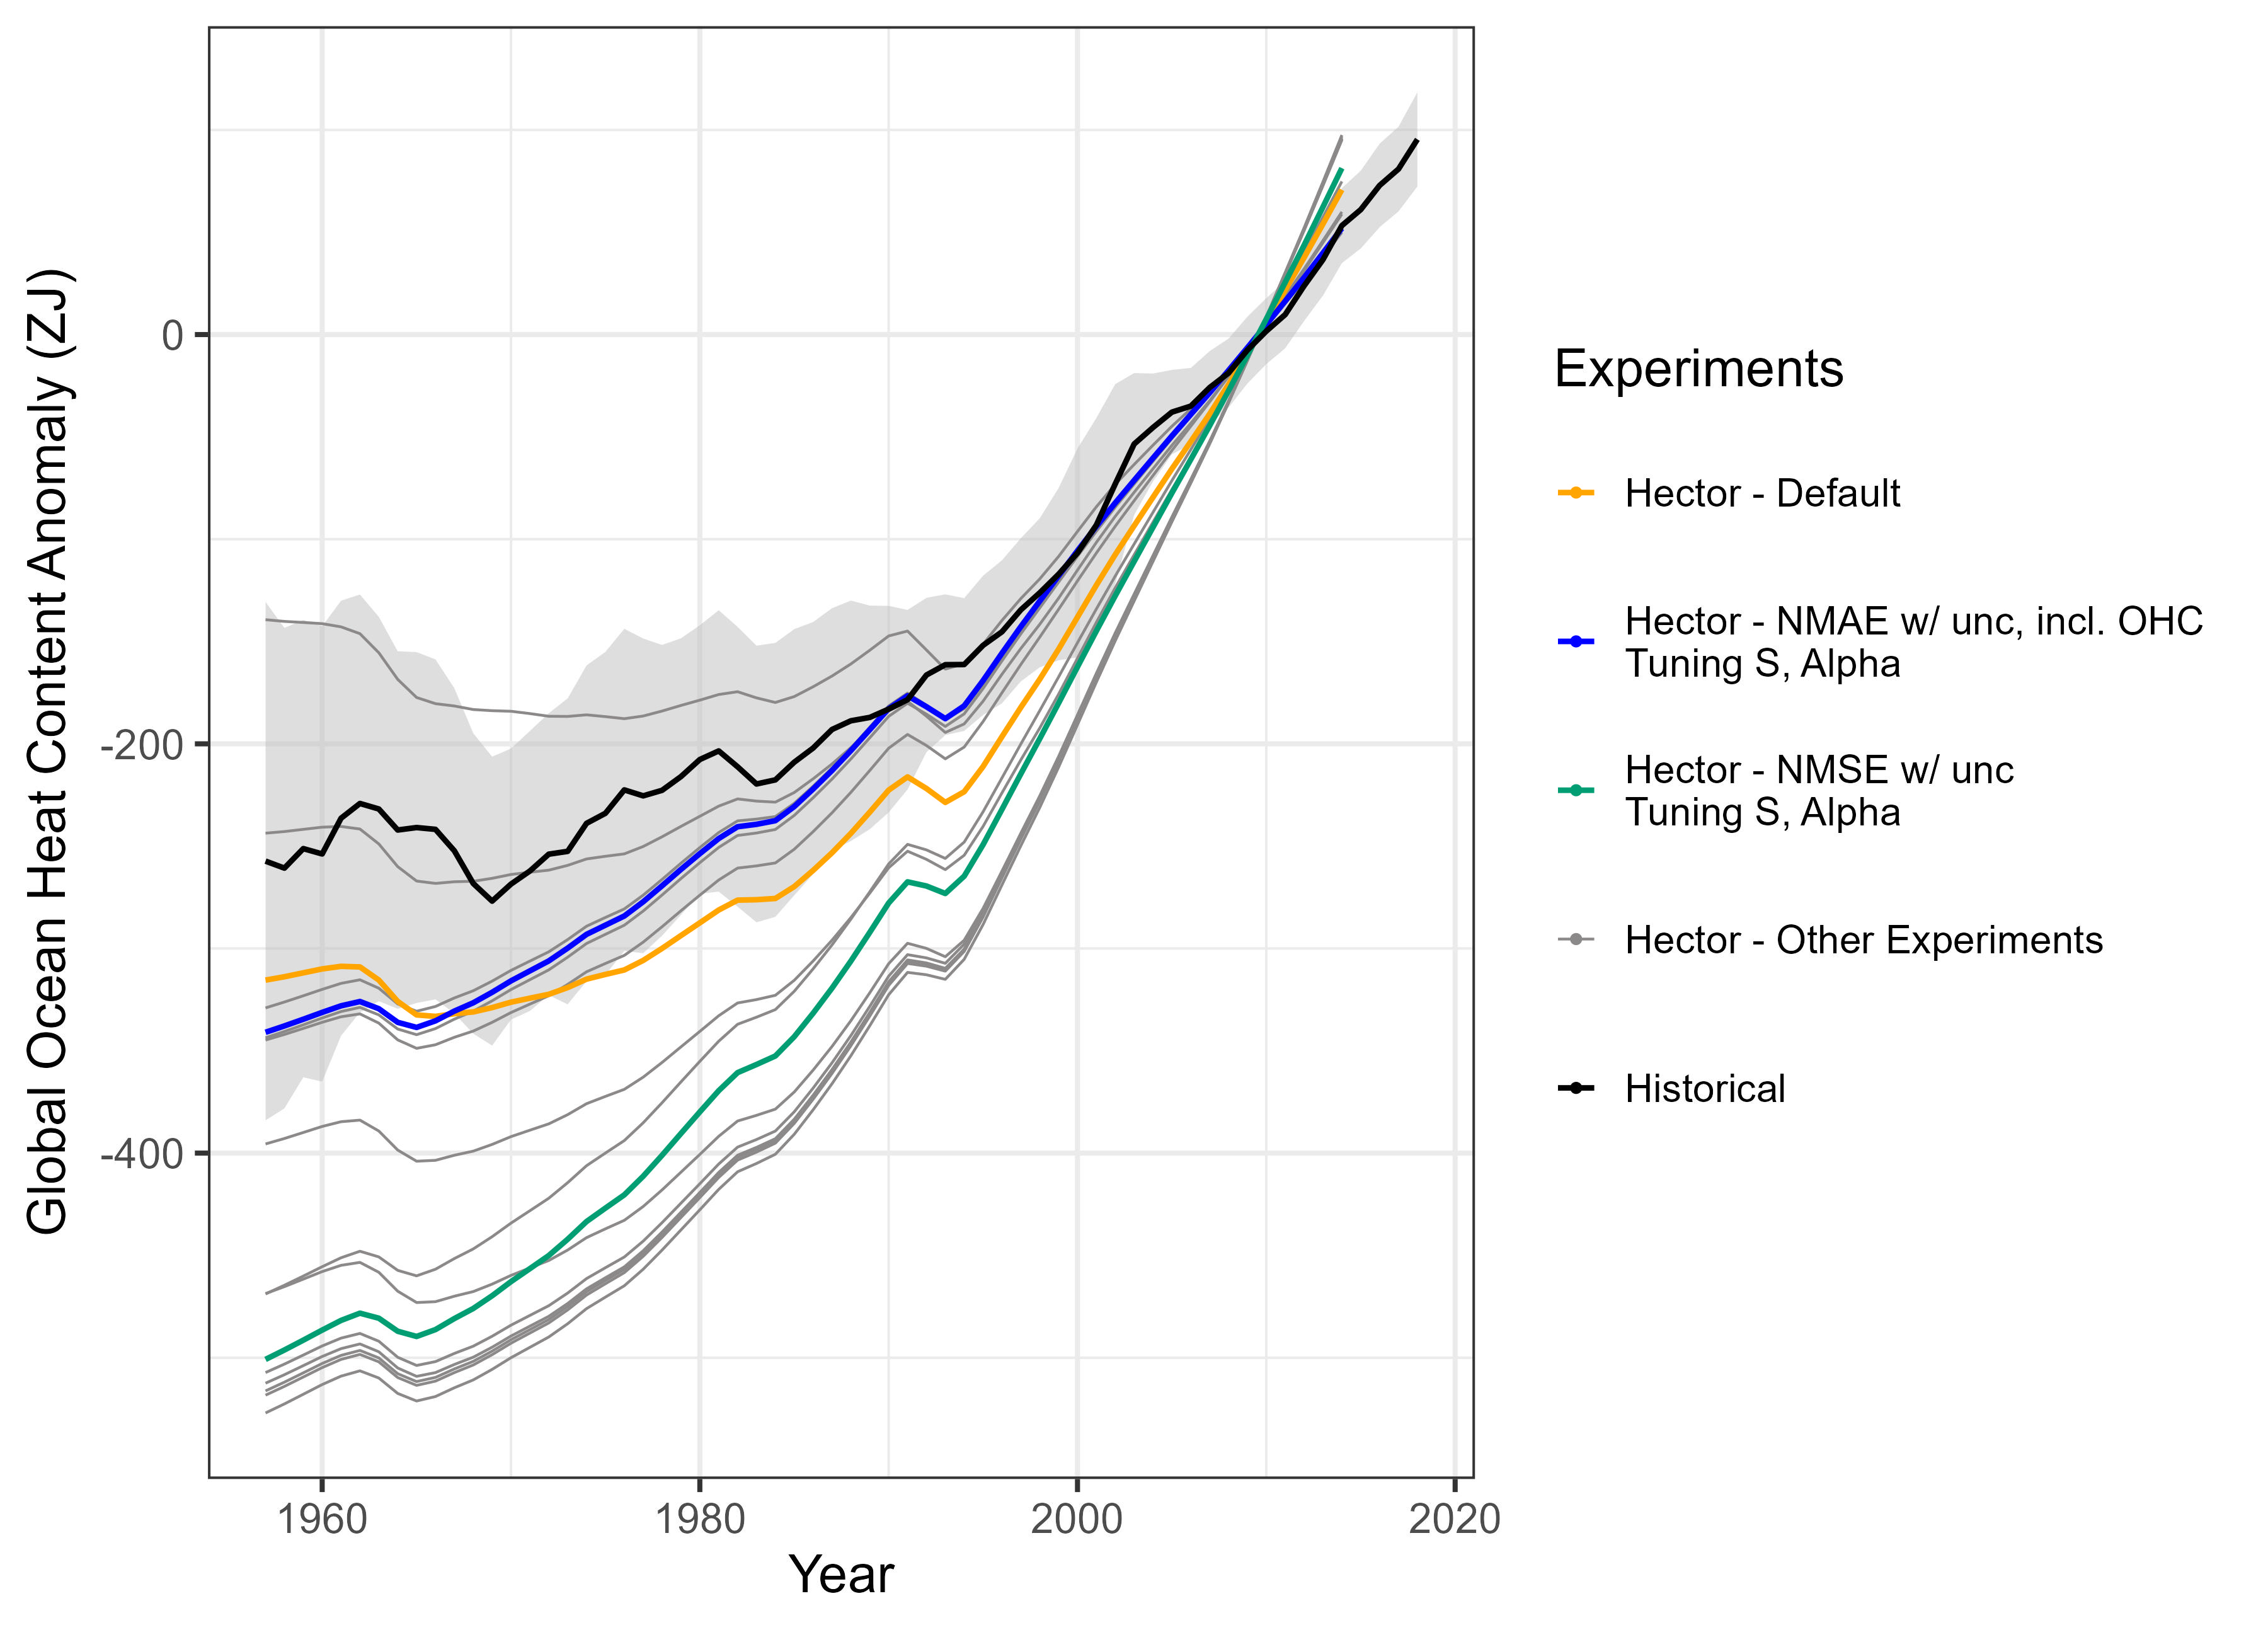 Global Ocean Heat Content Anomaly (ZJ)
0
-200
-400
1960
1980
2000
2020
Year
Experiments
Hector - Default
Hector - NMAE w/ unc, incl. OHC
Tuning S, Alpha
Hector - NMSE w/ unc
Tuning S, Alpha
Hector - Other Experiments
Historical